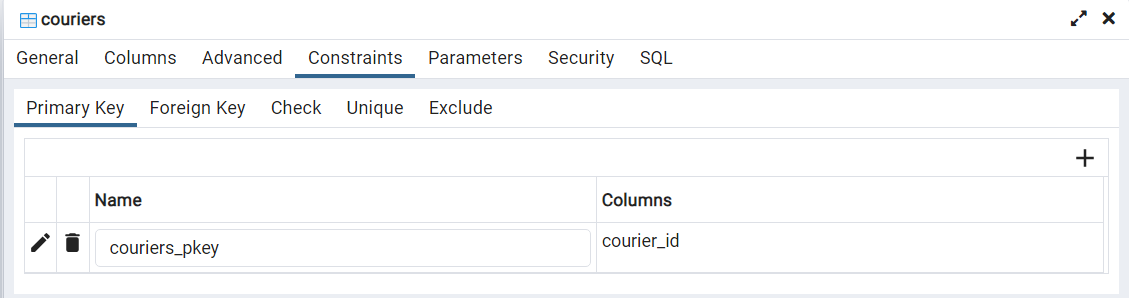 couriers
General Columns Advanced Constraints Parameters Security SQL
Primary Key Foreign Key Check Unique Exclude
Name Columns
couriers_pkey courier_id